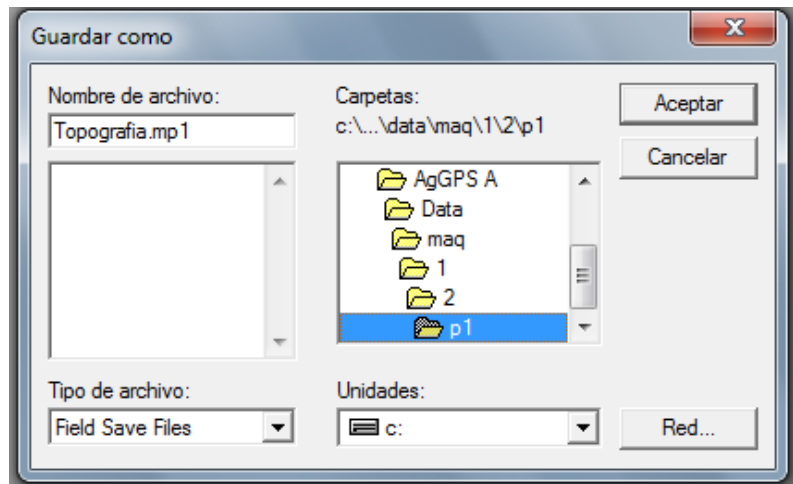 Guardar como
Nombre de archivo:
Topografia.mp1
Carpetas:
c:\...\data\maq\1\2\p1
AgGPS A
Data
maq
1
2
p1
Aceptar
Cancelar
Tipo de archivo:
Field Save Files
Unidades:
c:
Red...